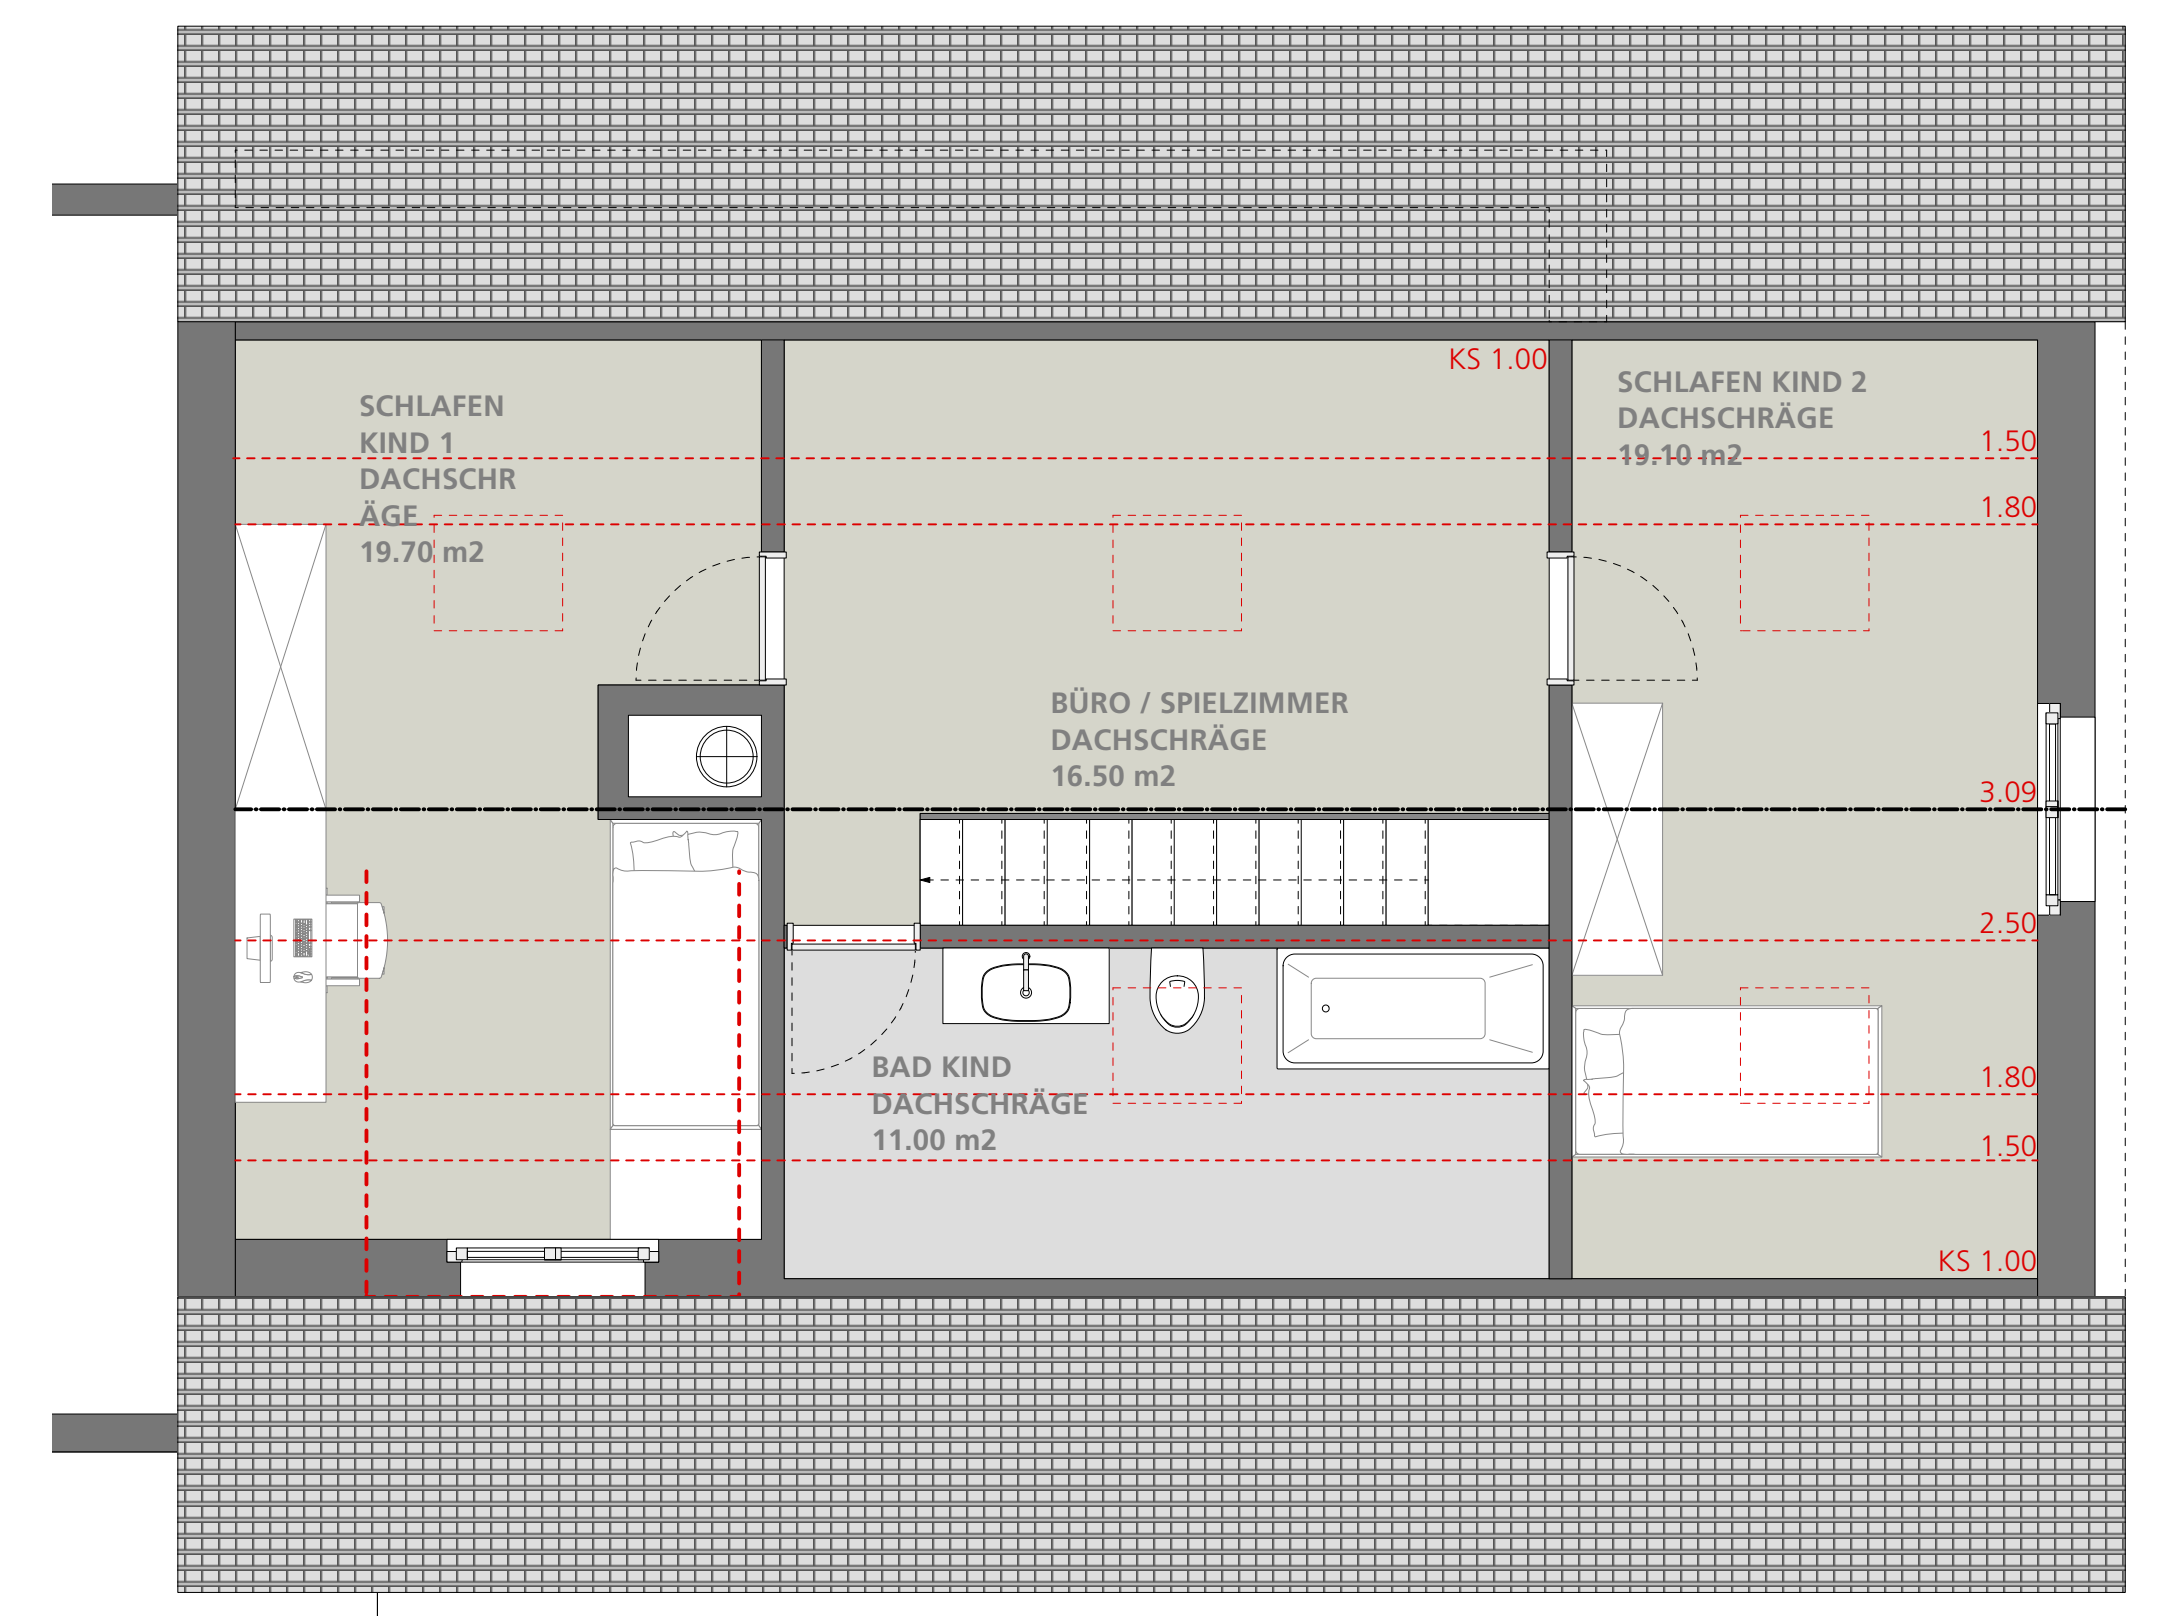 KS 1.00
SCHLAFEN
KIND 1
DACHSCHR
ÄGE
19.70 m2
SCHLAFEN KIND 2
DACHSCHRÄGE
19.10 m2
1.50
1.80
BÜRO / SPIELZIMMER
DACHSCHRÄGE
16.50 m2
3.09
2.50
BAD KIND
DACHSCHRÄGE
11.00 m2
1.80
1.50
KS 1.00